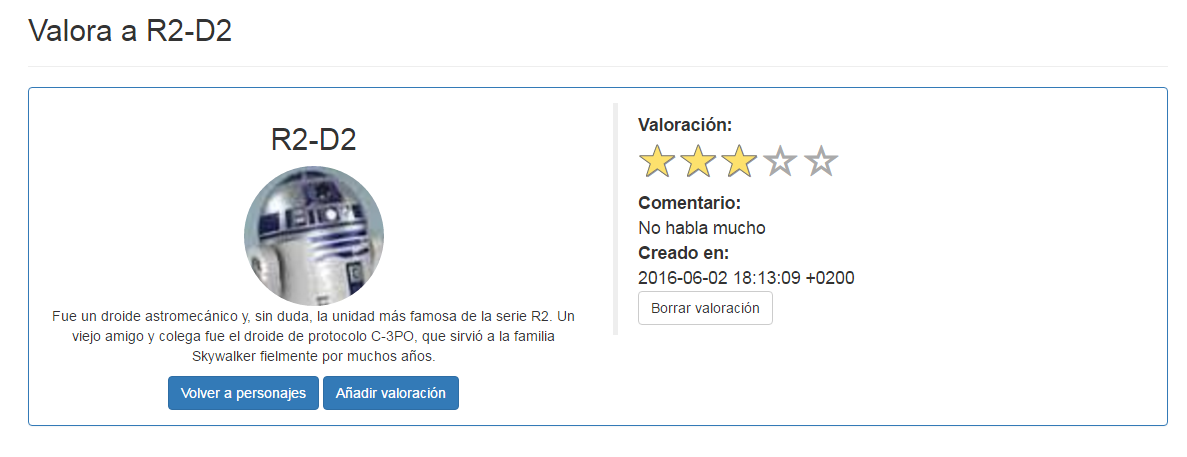 Valora a R2-D2
R2-D2
Fue un droide astromecánico y, sin duda, la unidad más famosa de la serie R2. Un
viejo amigo y colega fue el droide de protocolo C-3PO, que sirvió a la familia
Skywalker fielmente por muchos años.
Volver a personajes
Añadir valoración
Valoración:
Comentario:
No habla mucho
Creado en:
2016-06-02 18:13:09 +0200
Borrar valoración